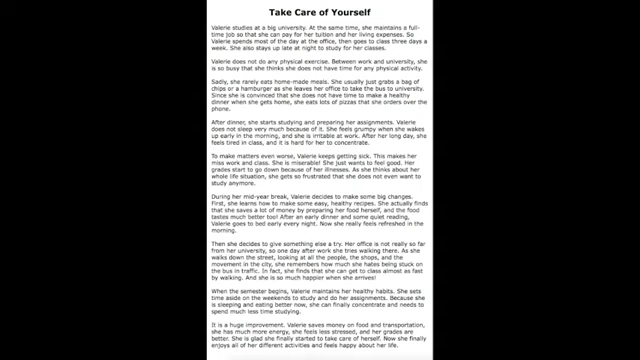 Take Care of Yourself
Valerie studies at a big university. At the same time, she maintains a full-
time job so that she can pay for her tuition and her living expenses. So
Valerie spends most of the day at the office, then goes to class three days a
week. She also stays up late at night to study for her classes.
Valerie does not do any physical exercise. Between work and university, she
is so busy that she thinks she does not have time for any physical activity.
Sadly, she rarely eats home-made meals. She usually just grabs a bag of
chips or a hamburger as she leaves her office to take the bus to university.
Since she is convinced that she does not have time to make a healthy
dinner when she gets home, she eats lots of pizzas that she orders over the
phone.
After dinner, she starts studying and preparing her assignments. Valerie
does not sleep very much because of it. She feels grumpy when she wakes
up early in the morning, and she is irritable at work. After her long day, she
feels tired in class, and it is hard for her to concentrate.
To make matters even worse, Valerie keeps getting sick. This makes her
miss work and class. She is miserable! She just wants to feel good. Her
grades start to go down because of her illnesses. As she thinks about her
whole life situation, she gets so frustrated that she does not even want to
study anymore.
During her mid-year break, Valerie decides to make some big changes.
First, she learns how to make some easy, healthy recipes. She actually finds
that she saves a lot of money by preparing her food herself, and the food
tastes much better too! After an early dinner and some quiet reading,
Valerie goes to bed early every night. Now she really feels refreshed in the
morning.
Then she decides to give something else a try. Her office is not really so far
from her university, so one day after work she tries walking there. As she
walks down the street, looking at all the people, the shops, and the
movement in the city, she remembers how much she hates being stuck on
the bus in traffic. In fact, she finds that she can get to class almost as fast
by walking. And she is so much happier when she arrives!
When the semester begins, Valerie maintains her healthy habits. She sets
time aside on the weekends to study and do her assignments. Because she
is sleeping and eating better now, she can finally concentrate and needs to
spend much less time studying.
It is a huge improvement. Valerie saves money on food and transportation,
she has much more energy, she feels less stressed, and her grades are
better. She is glad she finally started to take care of herself. Now she finally
enjoys all of her different activities and feels happy about her life.